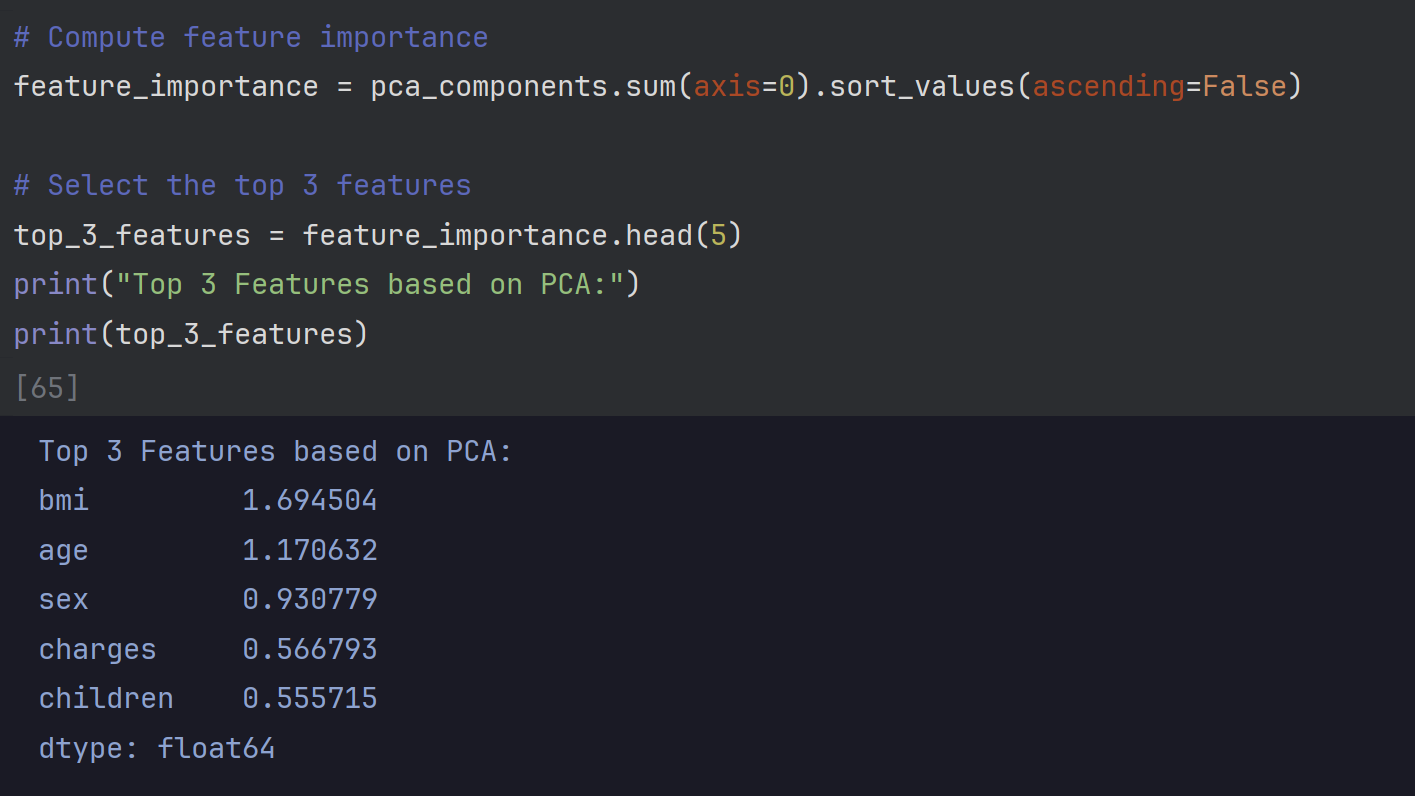 # Compute feature importance
feature_importance = pca_components.sum(axis=0).sort_values(ascending=False)
# Select the top 3 features
top_3_features = feature_importance.head(5)
print("Top 3 Features based on PCA:")
print(top_3_features)
[65]
Top 3 Features based on PCA:
bmi         1.694504
age         1.170632
sex         0.930779
charges     0.566793
children    0.555715
dtype: float64